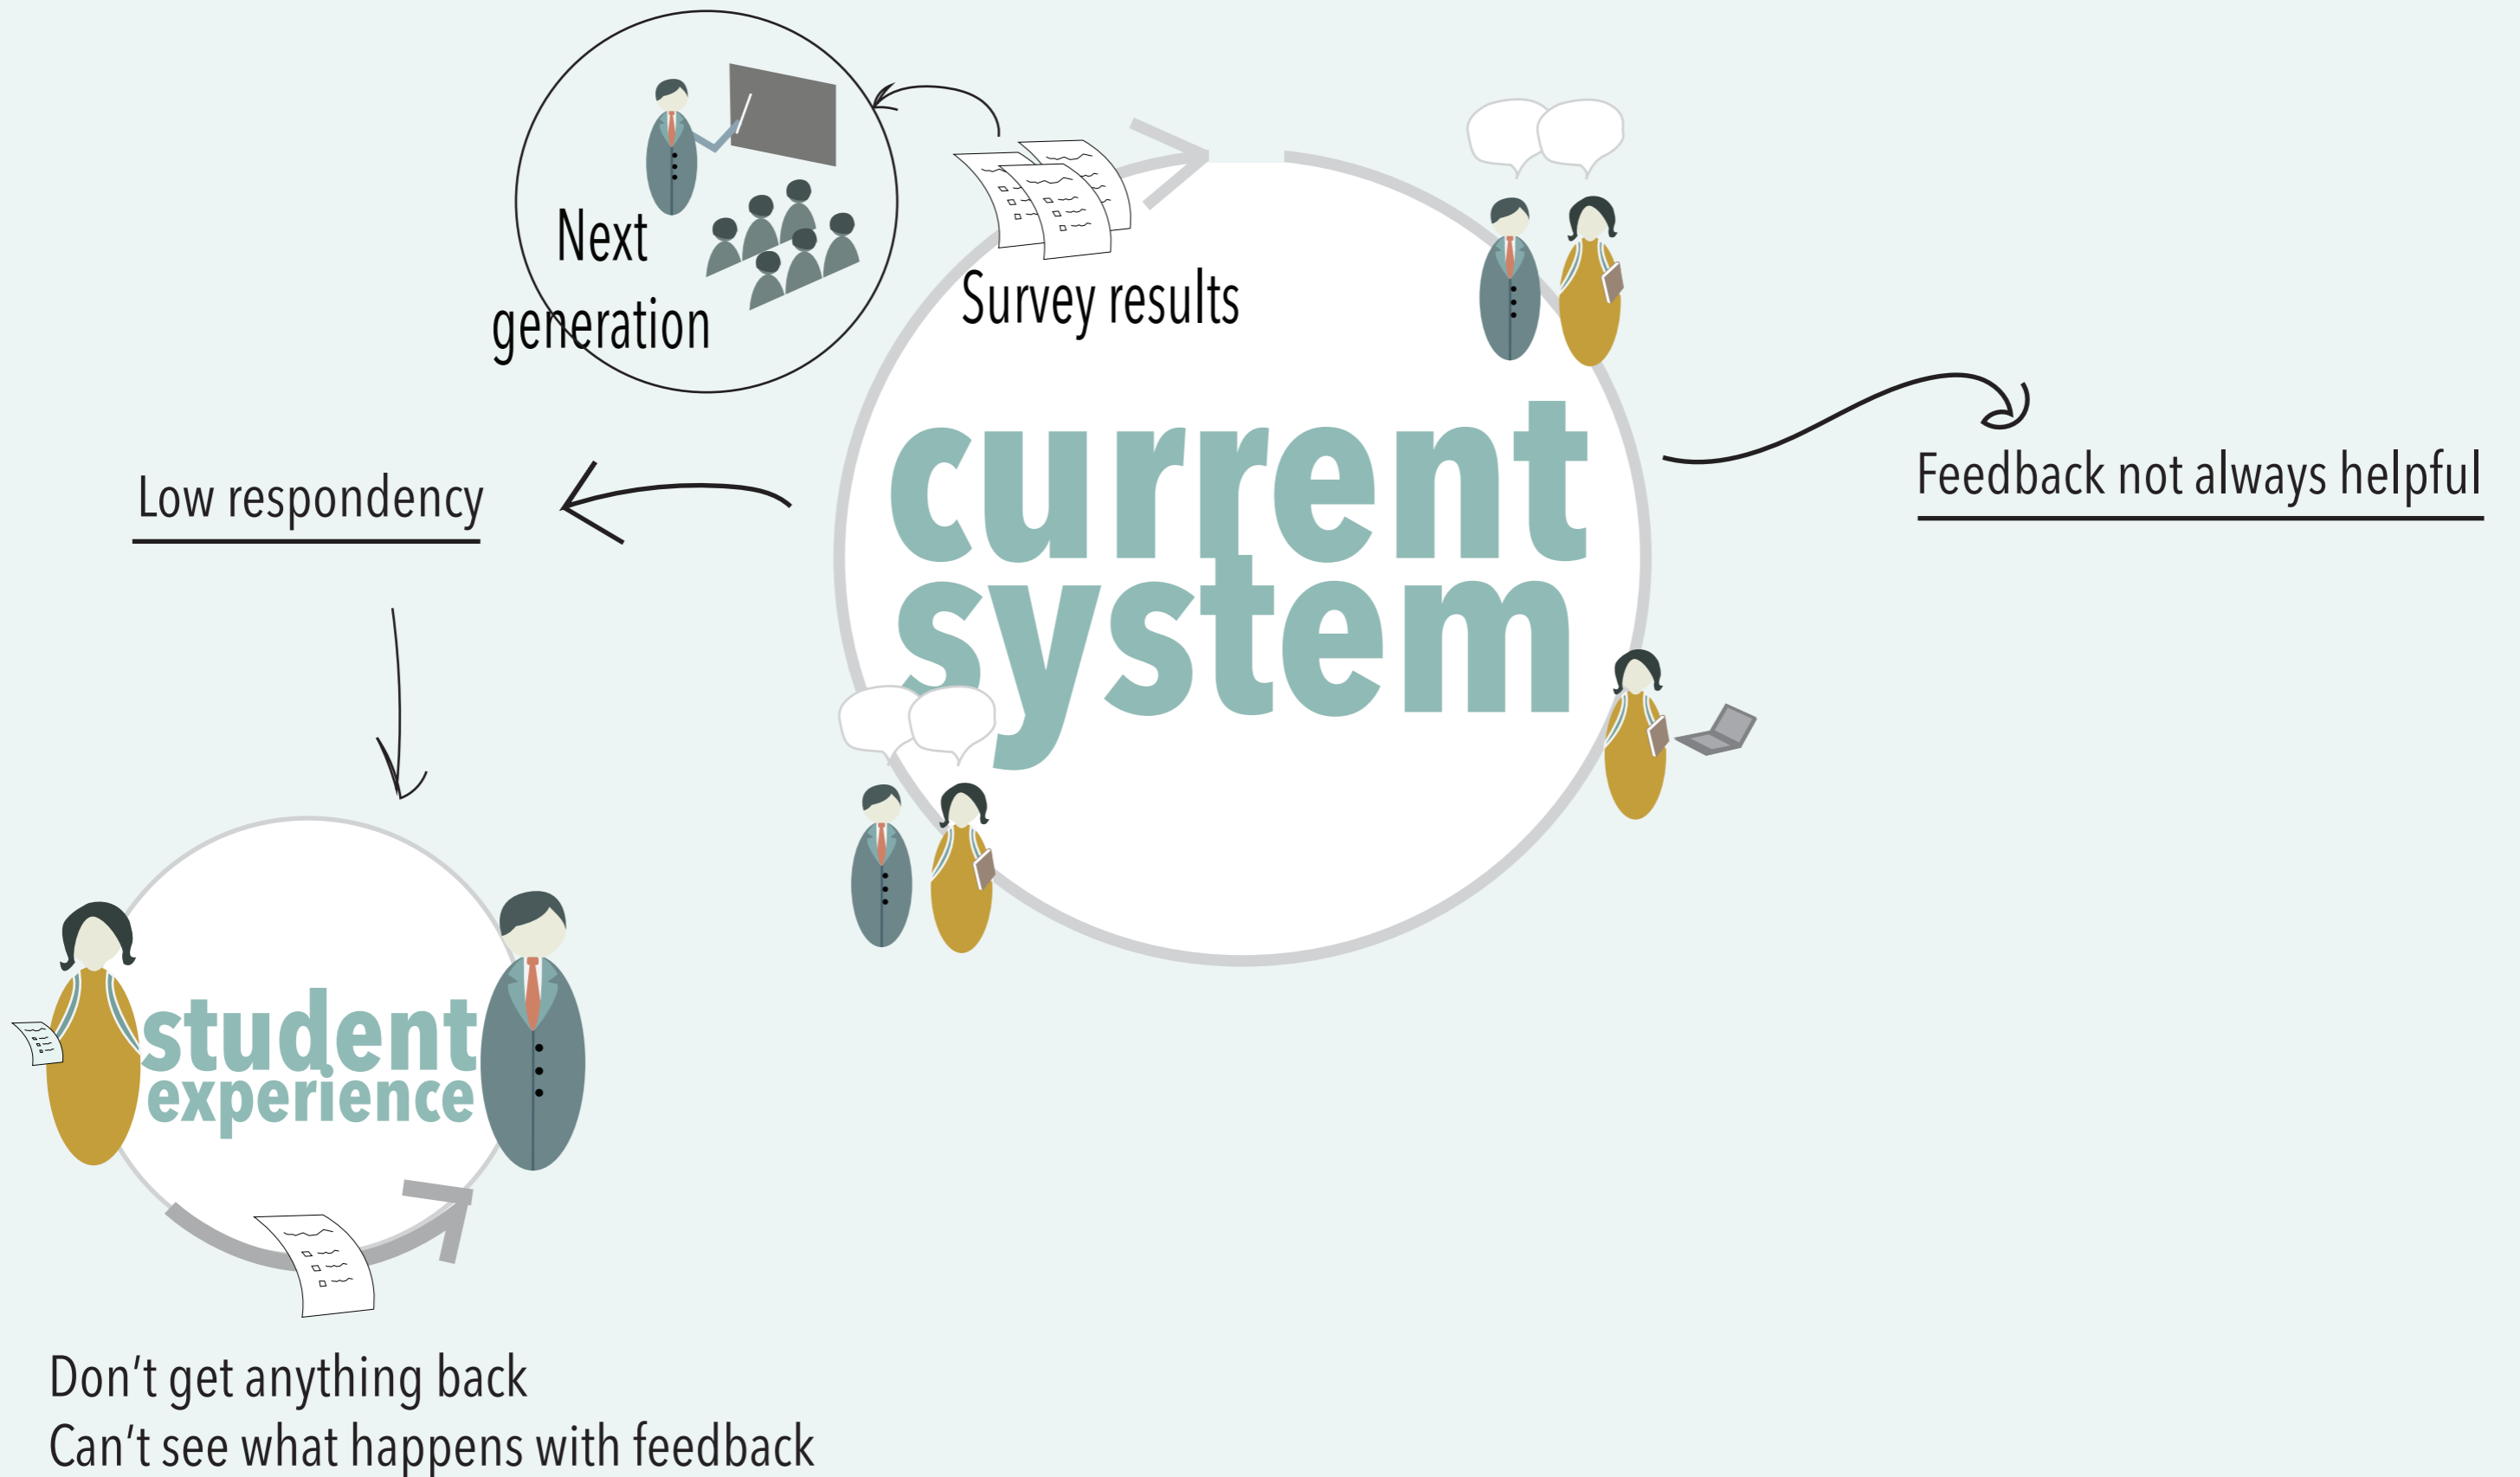 Next
generation
Survey results
current
system
Low respondency
Feedback not always helpful
student
experience
Don't get anything back
Can't see what happens with feedback